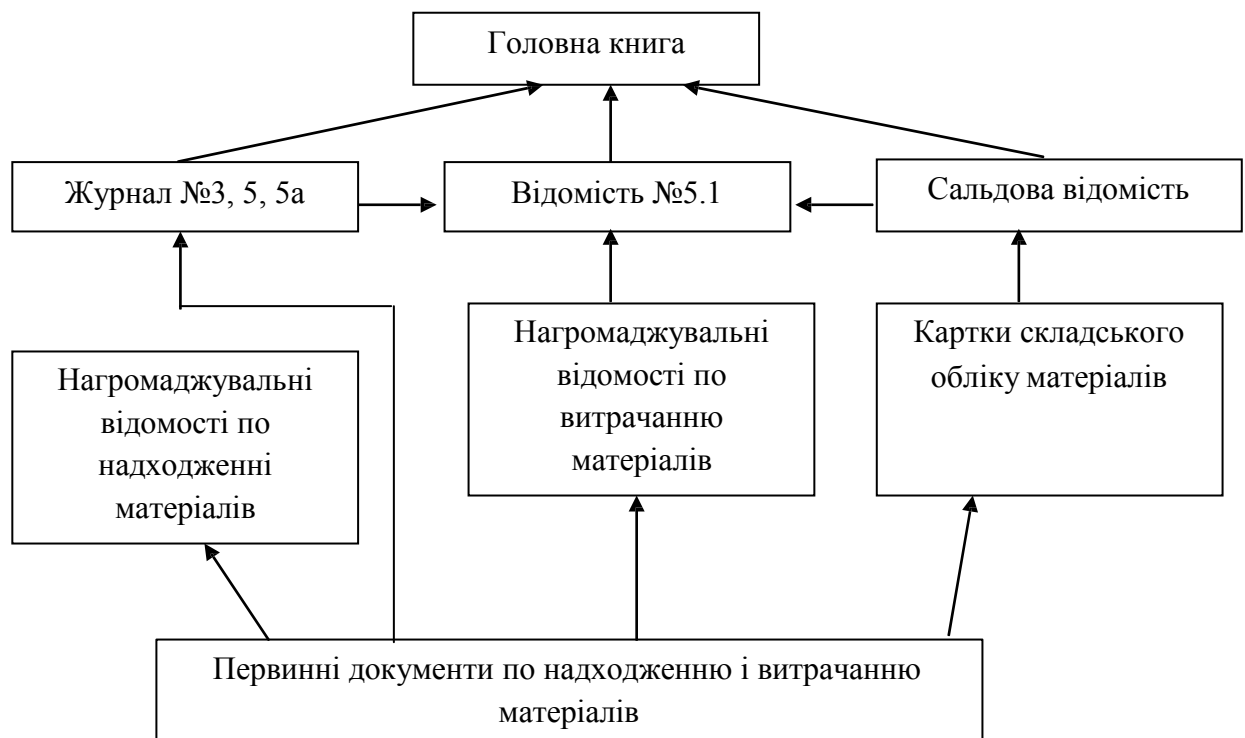 Головна книга
Журнал №3, 5, 5а
Відомість №5.1
Сальдова відомість
Нагромаджувальні
відомості по
надходженні
матеріалів
Нагромаджувальні
відомості по
витрачанню
матеріалів
Картки складського
обліку матеріалів
Первинні документи по надходженню і витрачанню
матеріалів